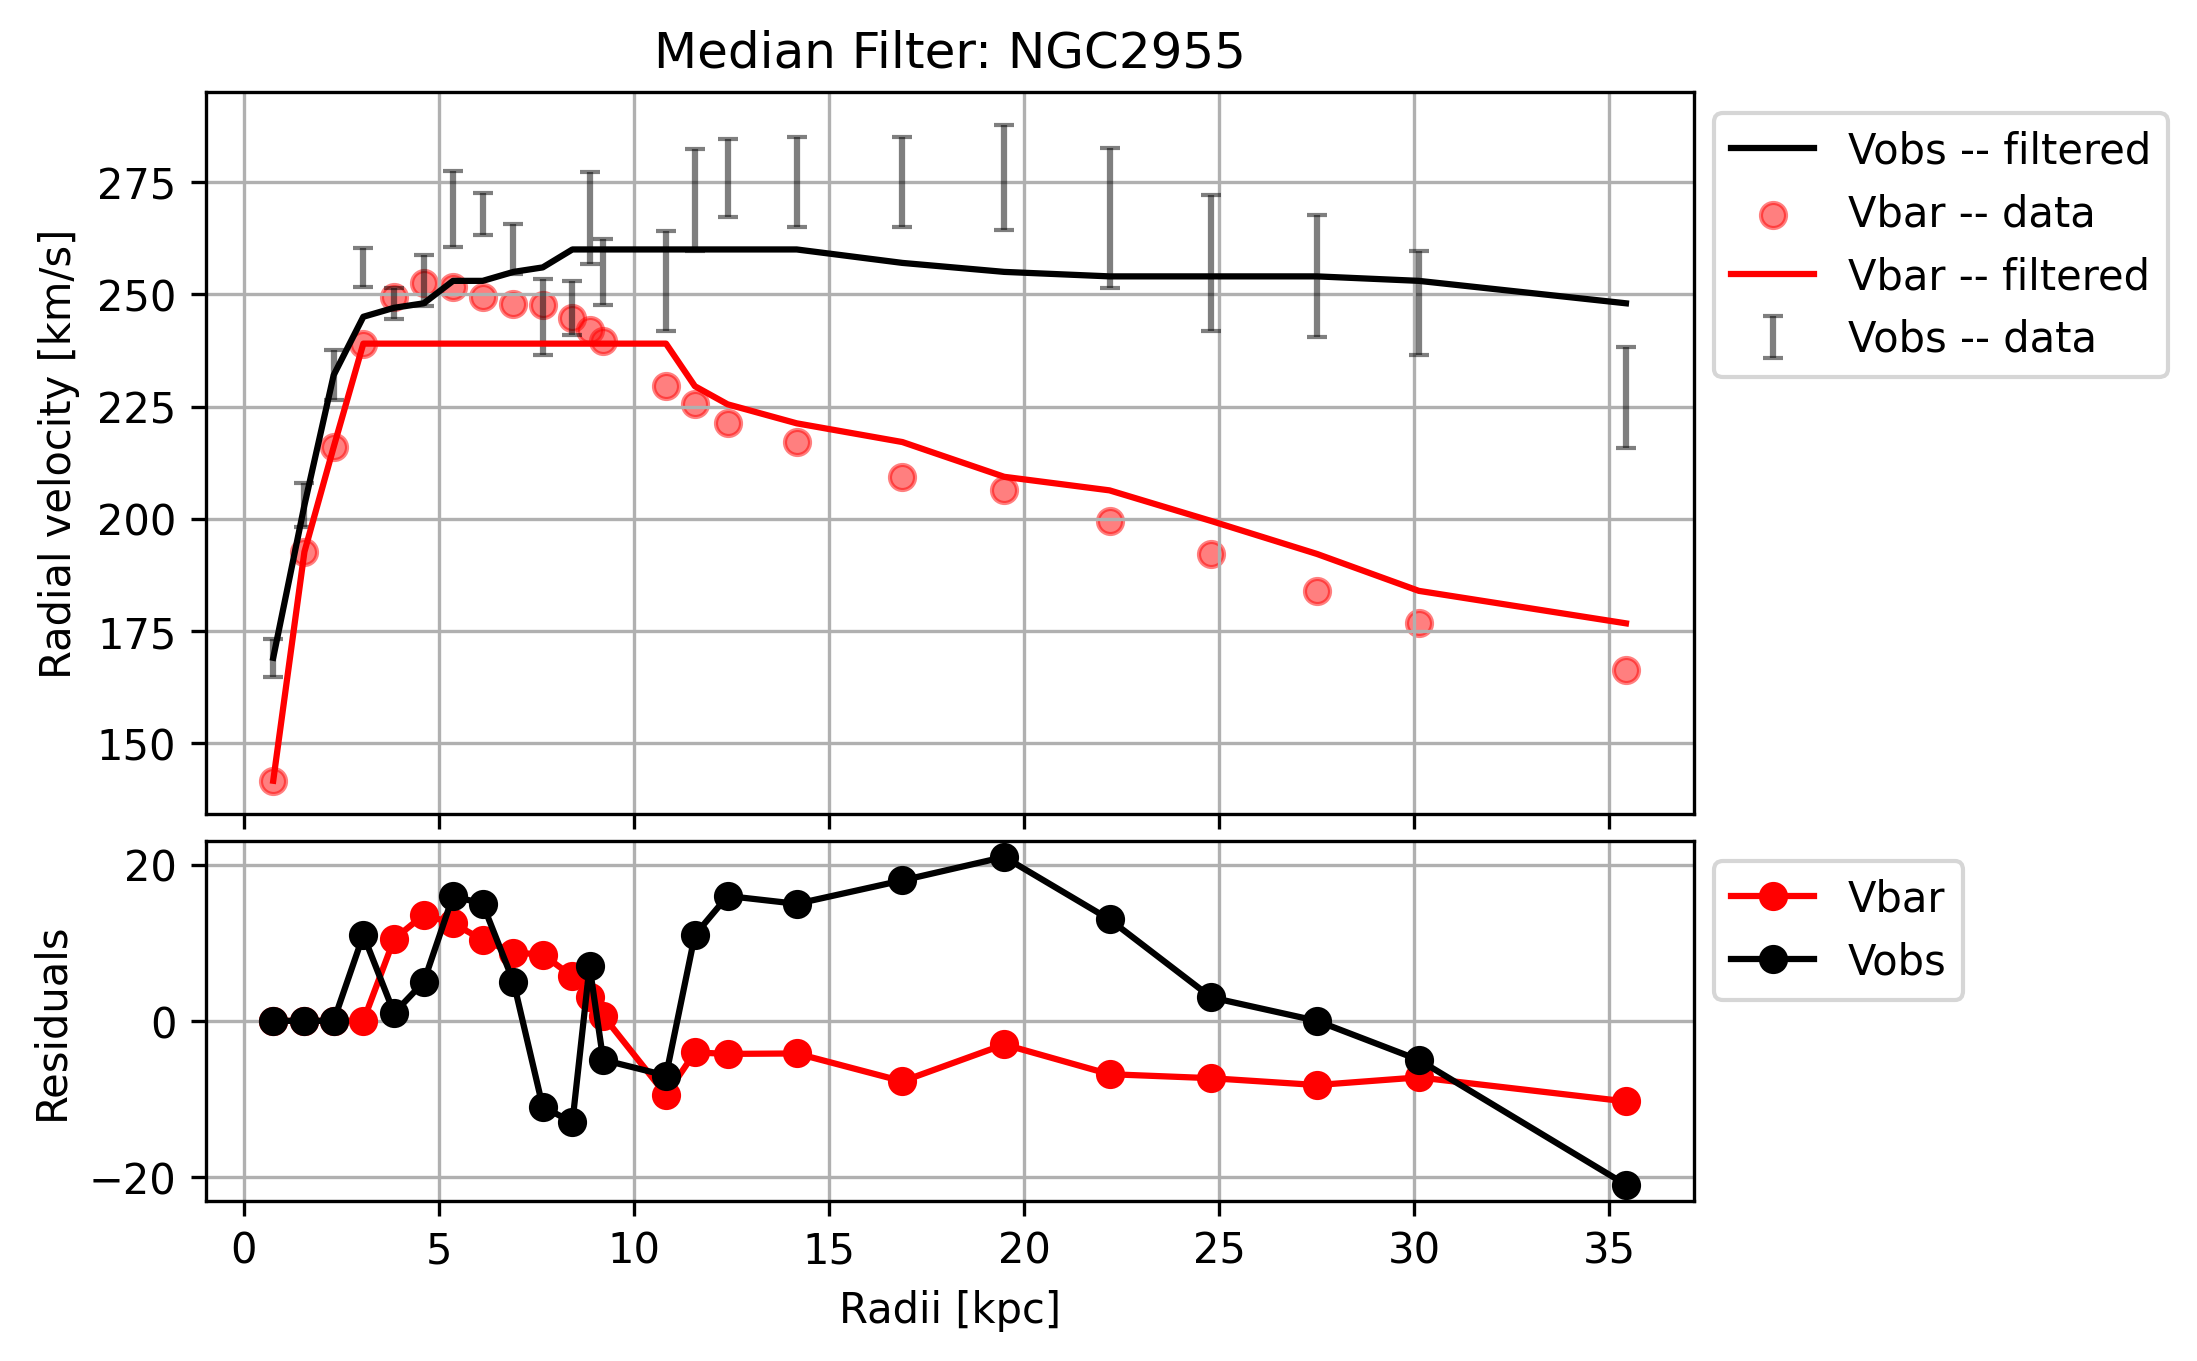 Median Filter: NGC2955
Radial velocity [km/s]
275
250
225
200
175
150
Vobs -- filtered
Vbar -- data
Vbar -- filtered
Vobs -- data
Residuals
20
0
−20
Vbar
Vobs
0 5 10 15 20 25 30 35
Radii [kpc]